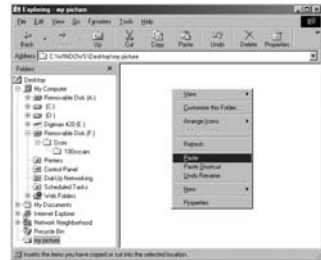 Exploring - my picture
File Edit View Go Favorites Tools Help
Back Up Cut Copy Paste Undo Delete Properties
Address C:\WINDOWS\Desktop\my picture
Folders
Desktop
My Computer
Removable Disk (A:)
(C:)
(D:)
Digimax 420 (E:)
Removable Disk (F:)
Dcim
100sscam
Printers
Control Panel
Dial-Up Networking
Scheduled Tasks
Web Folders
My Documents
Internet Explorer
Network Neighborhood
Recycle Bin
my picture
View
Customize this Folder...
Arrange Icons
Refresh
Paste
Paste Shortcut
Undo Rename
New
Properties
Inserts the items you have copied or cut into the selected location.